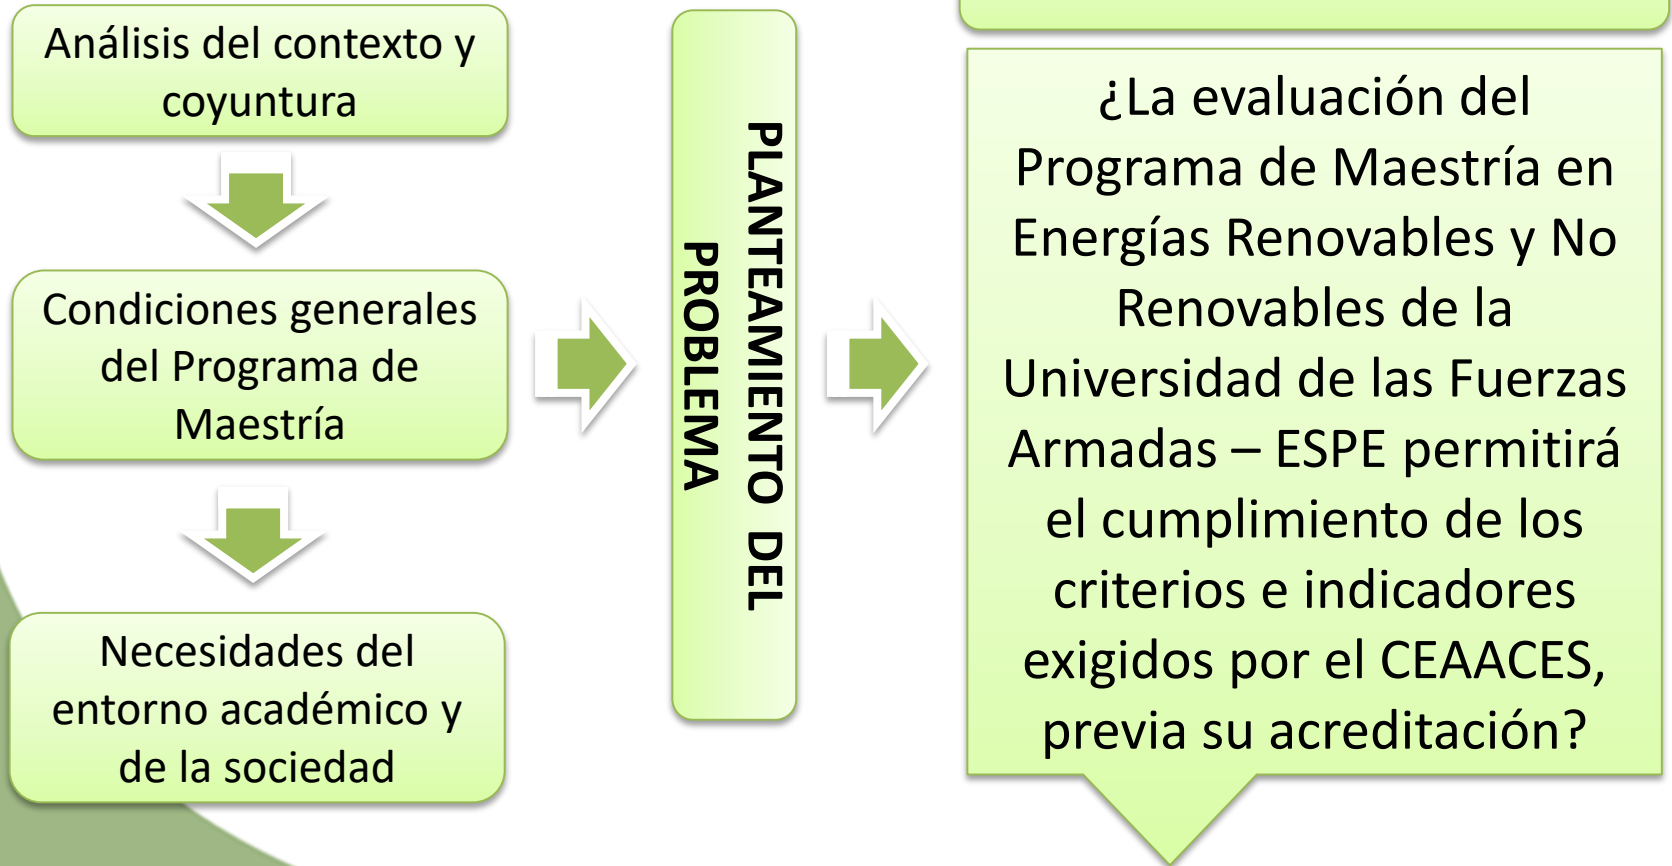 Análisis del contexto y
coyuntura
Condiciones generales
del Programa de
Maestría
Necesidades del
entorno académico y
de la sociedad
PLANTEAMIENTO DEL
PROBLEMA
¿La evaluación del
Programa de Maestría en
Energías Renovables y No
Renovables de la
Universidad de las Fuerzas
Armadas – ESPE permitirá
el cumplimiento de los
criterios e indicadores
exigidos por el CEAACES,
previa su acreditación?